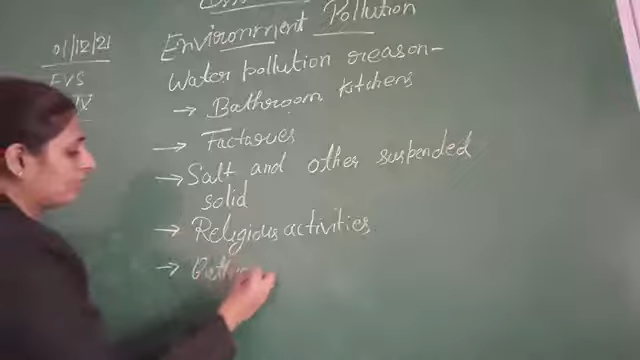 Environment Pollution
01/12/21
EVS
IV
Water pollution reason-
→ Bathroom kitchens
→ Factories
→ Salt and other suspended
solid
→ Religious activities
→